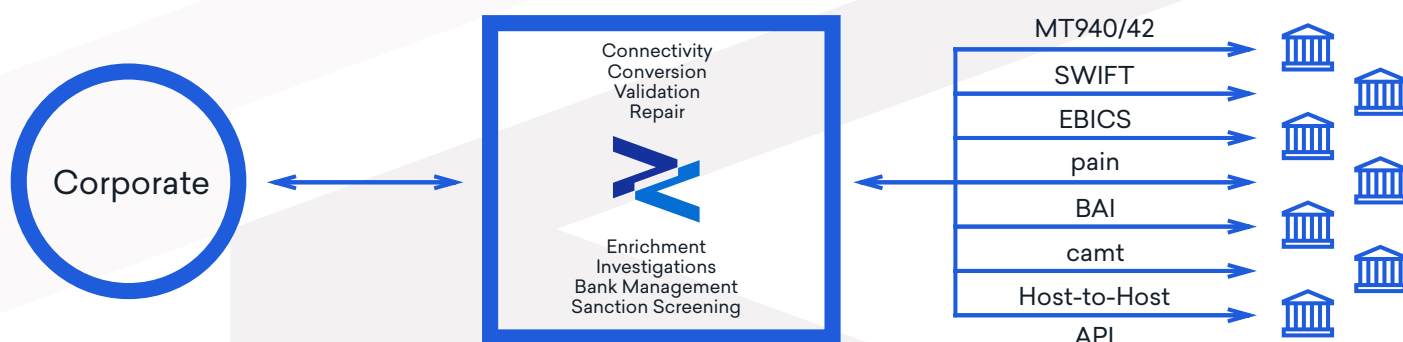 Corporate
Connectivity
Conversion
Validation
Repair
Enrichment
Investigations
Bank Management
Sanction Screening
MT940/42
SWIFT
EBICS
pain
BAI
camt
Host-to-Host
API